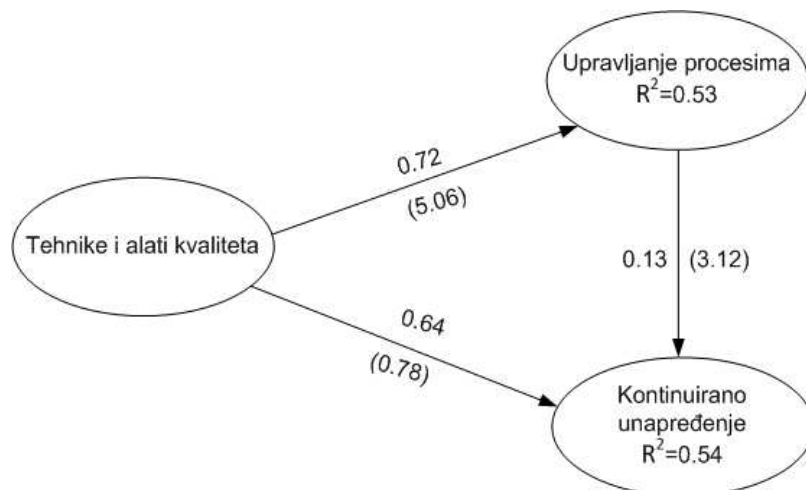 Upravljanje procesima
R²=0.53
0.72
(5.06)
Tehnike i alati kvaliteta
0.13 (3.12)
0.64
(0.78)
Kontinuirano
unapređenje
R²=0.54